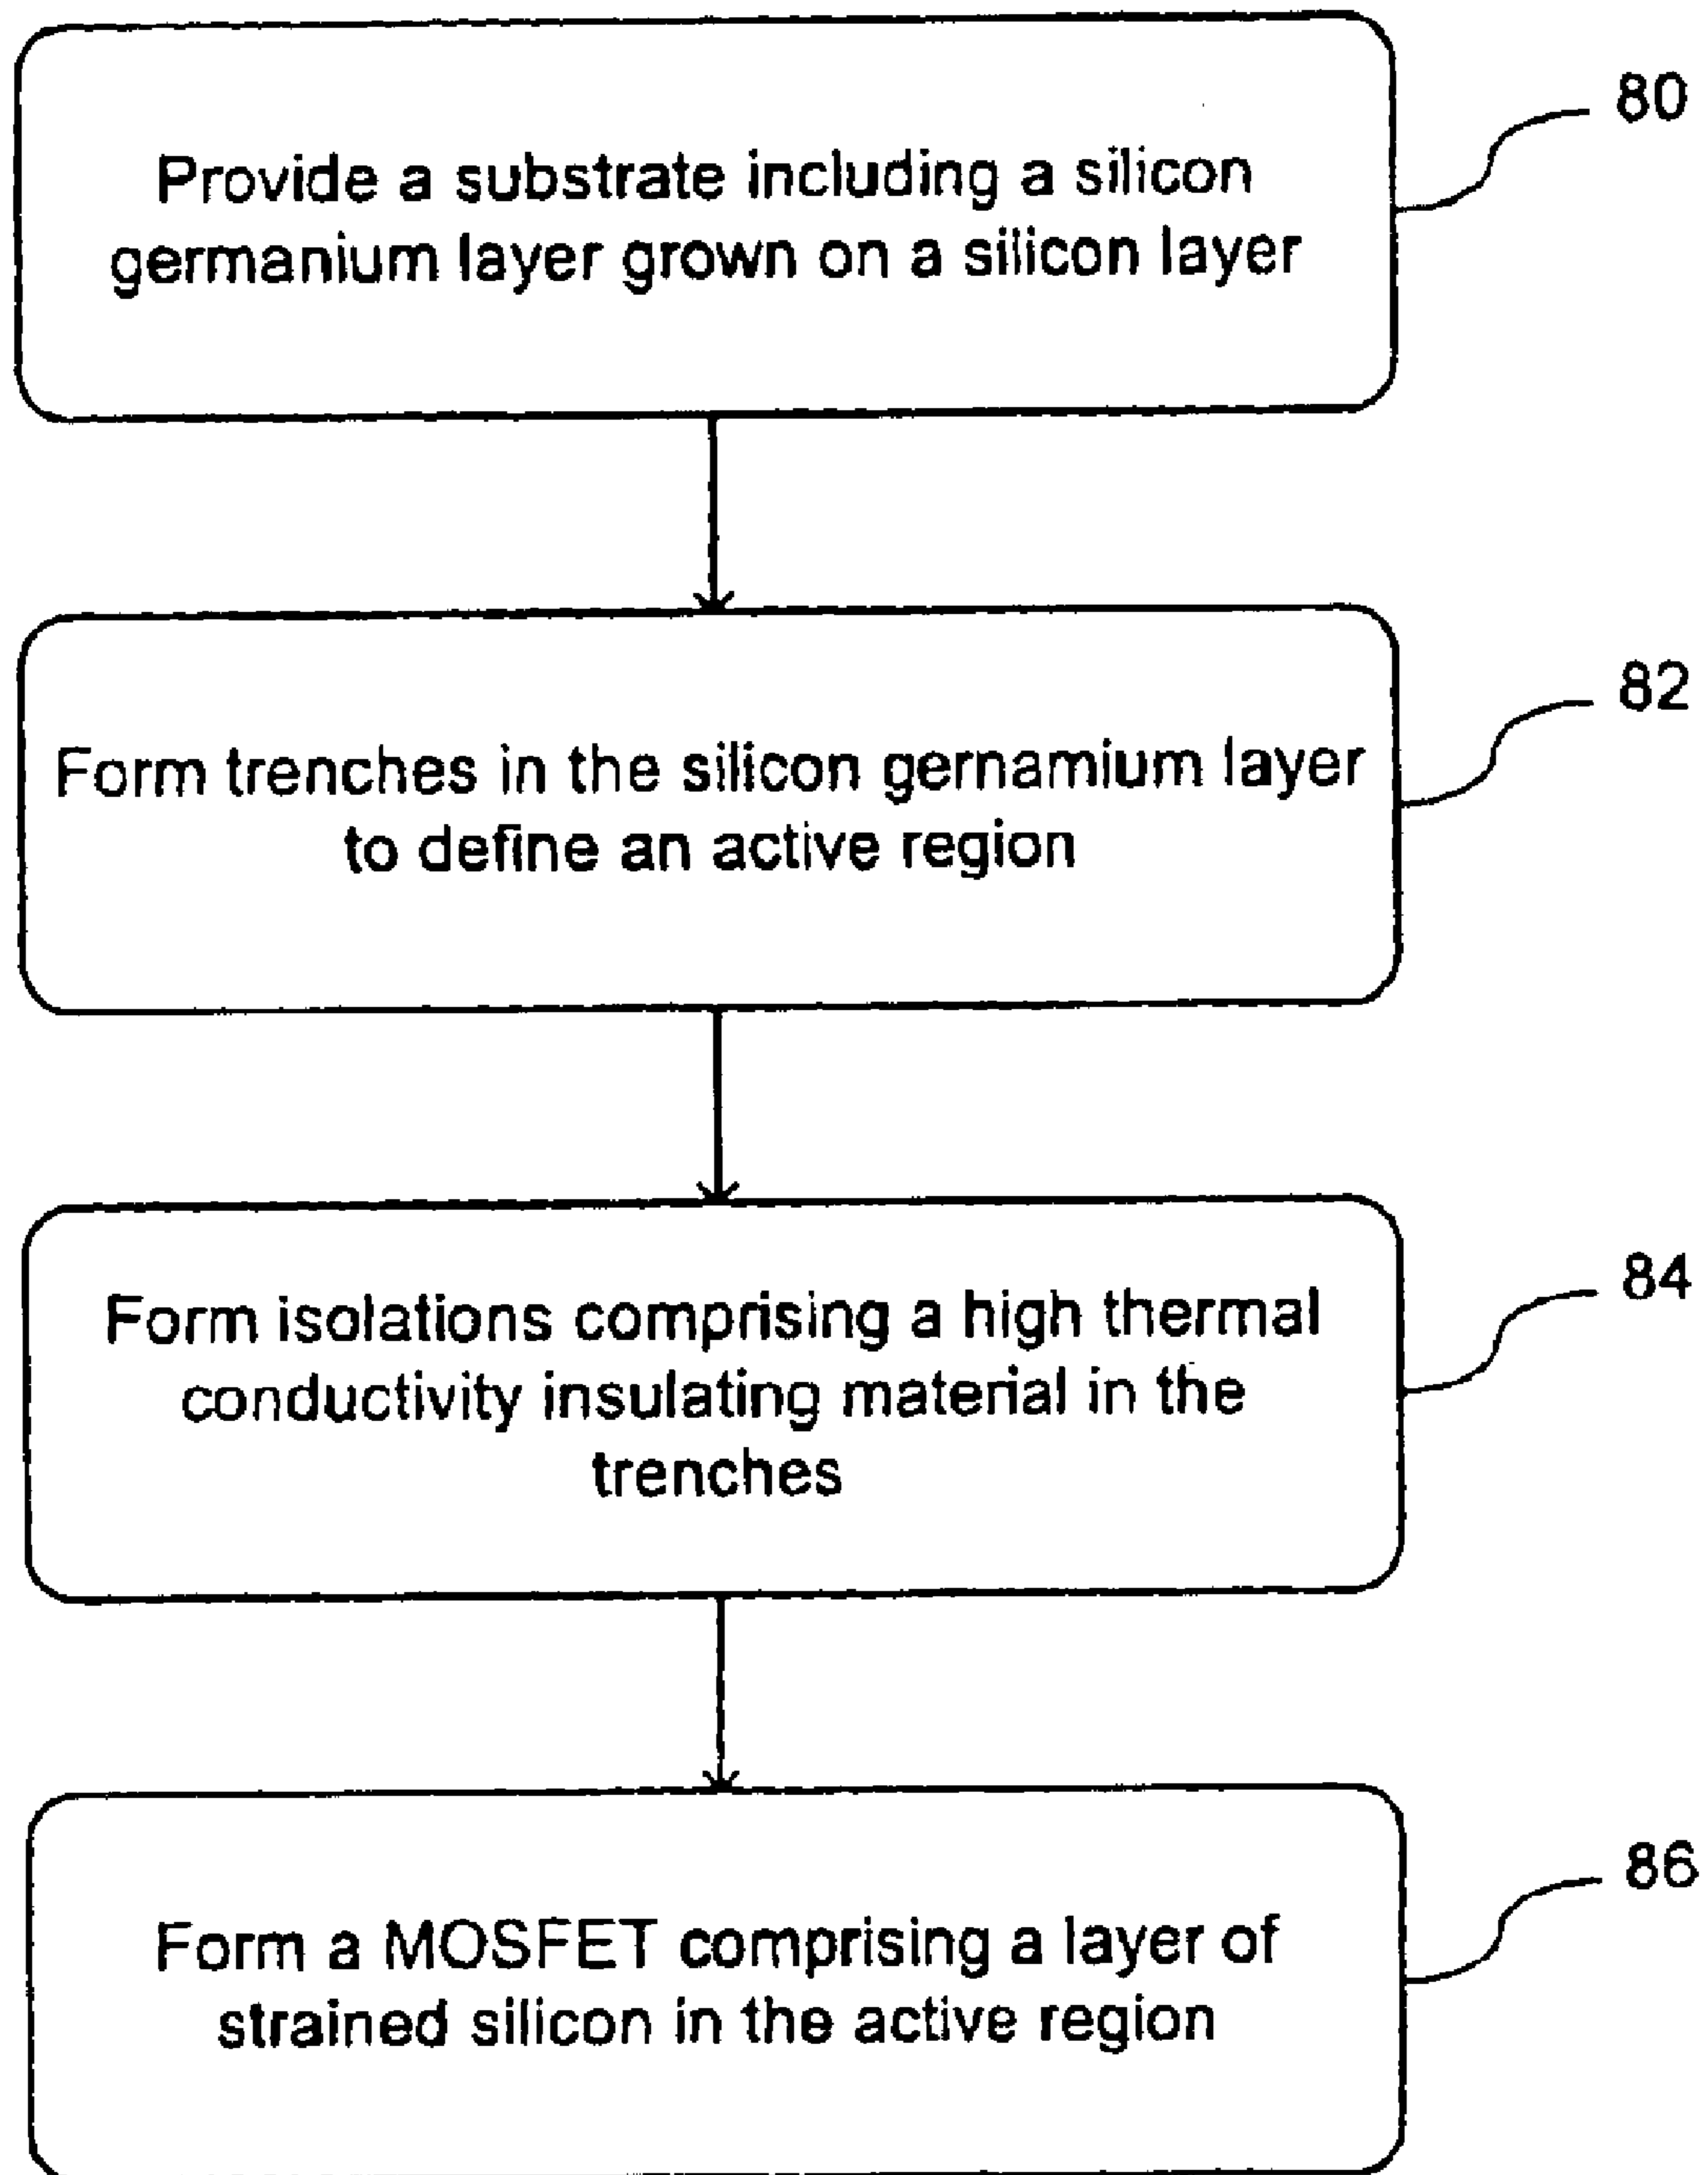 80
Provide a substrate including a silicon
germanium layer grown on a silicon layer
82
Form trenches in the silicon gernamium layer
to define an active region
84
Form isolations comprising a high thermal
conductivity insulating material in the
trenches
86
Form a MOSFET comprising a layer of
strained silicon in the active region